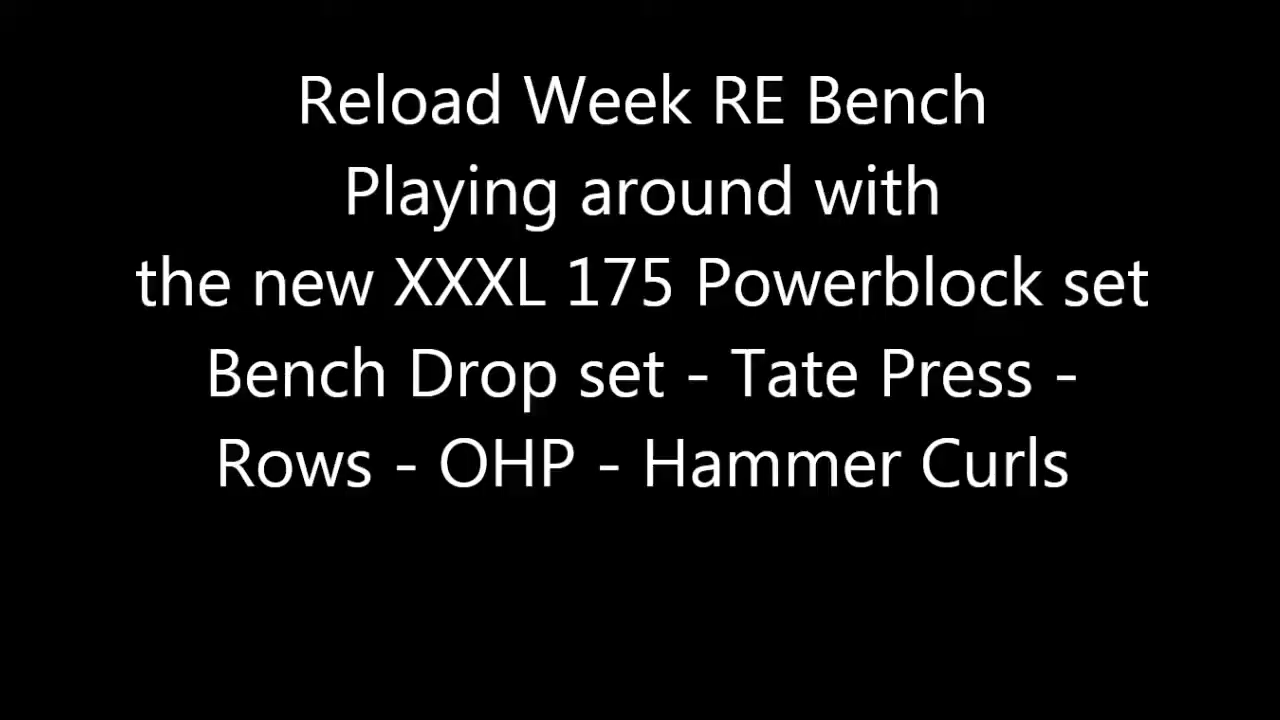 Reload Week RE Bench
Playing around with
the new XXXL 175 Powerblock set
Bench Drop set - Tate Press -
Rows - OHP - Hammer Curls